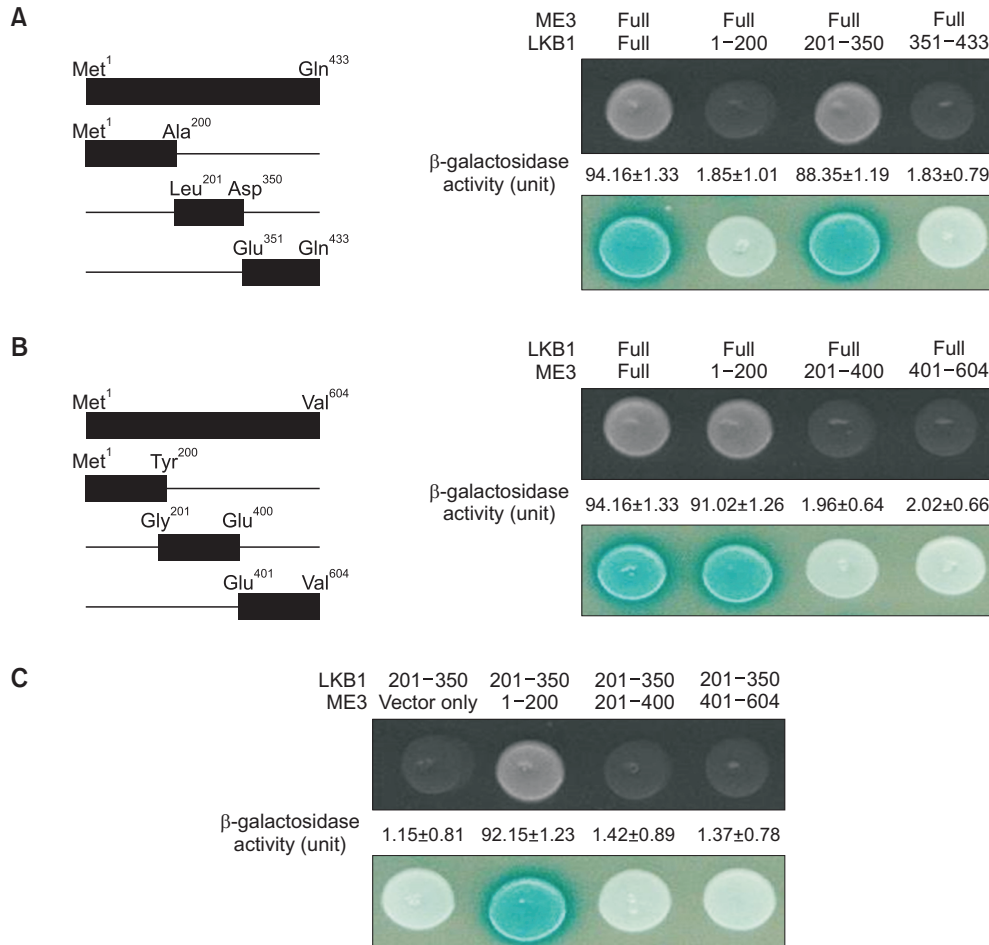 A
ME3 Full Full Full Full
LKB1 Full 1−200 201−350 351−433
Met1 Gln433
Met1 Ala200
Leu201 Asp350
Glu351 Gln433
β-galactosidase
activity (unit) 94.16±1.33 1.85±1.01 88.35±1.19 1.83±0.79
B
LKB1 Full Full Full Full
ME3 Full 1−200 201−400 401−604
Met1 Val604
Met1 Tyr200
Gly201 Glu400
Glu401 Val604
β-galactosidase
activity (unit) 94.16±1.33 91.02±1.26 1.96±0.64 2.02±0.66
C
LKB1 201−350 201−350 201−350 201−350
ME3 Vector only 1−200 201−400 401−604
β-galactosidase
activity (unit) 1.15±0.81 92.15±1.23 1.42±0.89 1.37±0.78